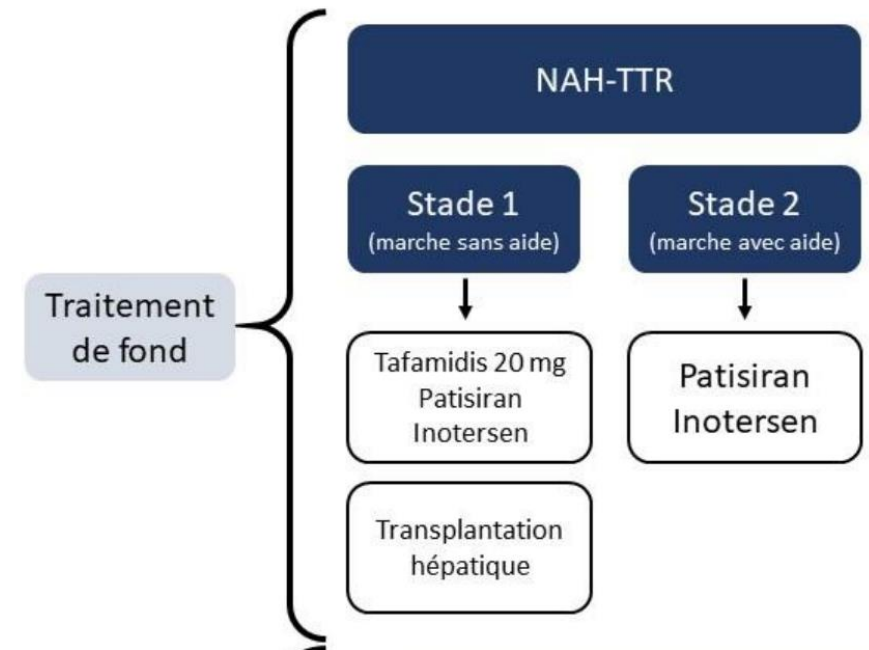 NAH-TTR
Stade 1
(marche sans aide)
Stade 2
(marche avec aide)
Traitement
de fond
Tafamidis 20 mg
Patisiran
Inotersen
Patisiran
Inotersen
Transplantation
hépatique